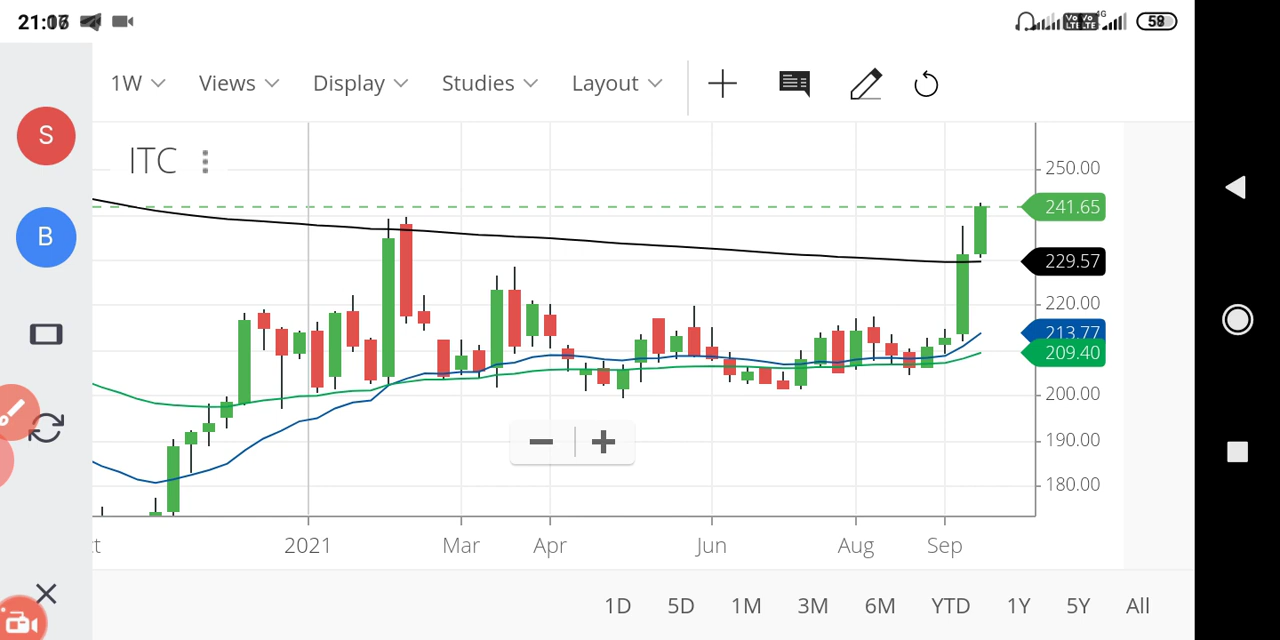 58
1W Views Display Studies Layout
S
ITC
250.00
241.65
B
229.57
220.00
213.77
209.40
200.00
190.00
180.00
2021 Mar Apr Jun Aug Sep
1D 5D 1M 3M 6M YTD 1Y 5Y All